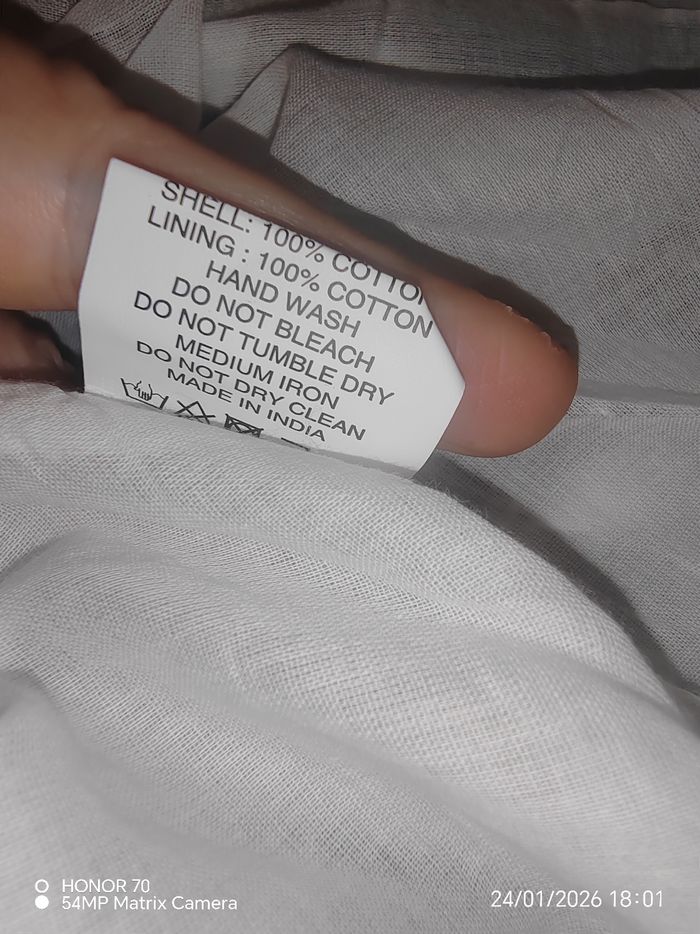 SHELL: 100% COTTON
LINING : 100% COTTON
HAND WASH
DO NOT BLEACH
DO NOT TUMBLE DRY
MEDIUM IRON
DO NOT DRY CLEAN
MADE IN INDIA
HONOR 70
54MP Matrix Camera
24/01/2026 18:01